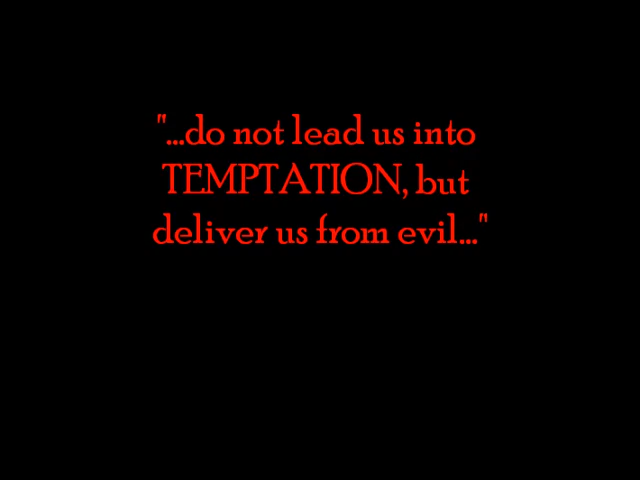 "...do not lead us into
TEMPTATION, but
deliver us from evil..."